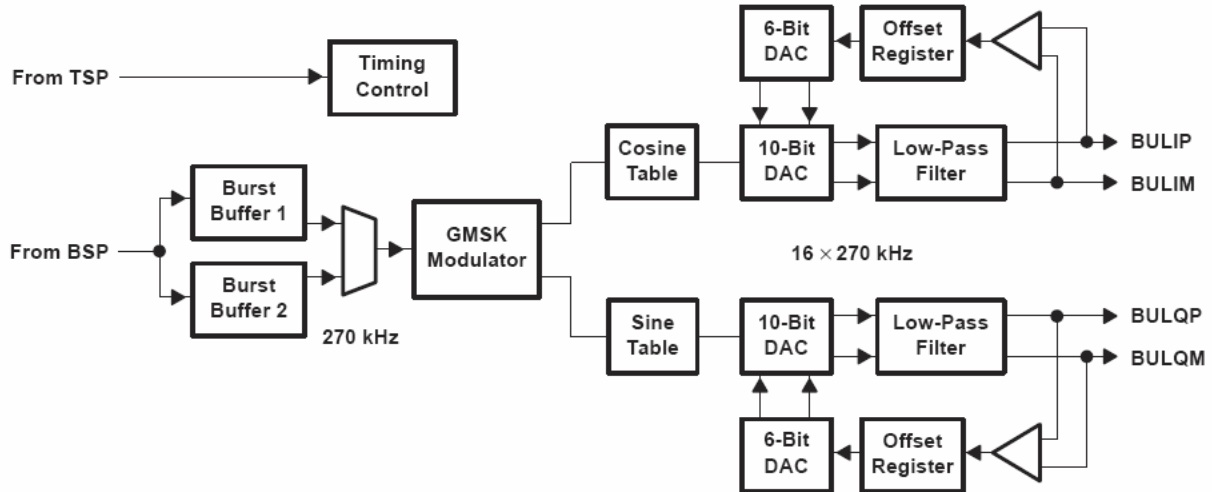 6-Bit
DAC
Offset
Register
From TSP
Timing
Control
Cosine
Table
10-Bit
DAC
Low-Pass
Filter
BULIP
BULIM
Burst
Buffer 1
From BSP
GMSK
Modulator
16 × 270 kHz
Burst
Buffer 2
270 kHz
Sine
Table
10-Bit
DAC
Low-Pass
Filter
BULQP
BULQM
6-Bit
DAC
Offset
Register